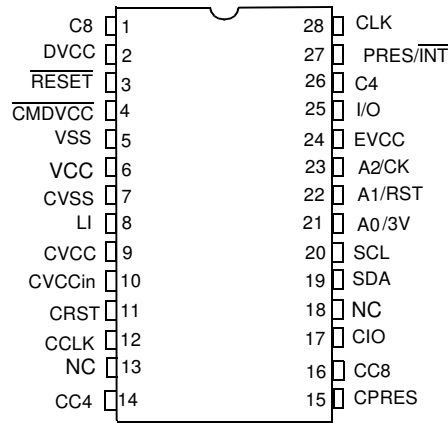 C8 1 28 CLK
DVCC 2 27 PRES/INT
RESET 3 26 C4
CMDVCC 4 25 I/O
VSS 5 24 EVCC
VCC 6 23 A2/CK
CVSS 7 22 A1/RST
LI 8 21 A0/3V
CVCC 9 20 SCL
CVCCin 10 19 SDA
CRST 11 18 NC
CCLK 12 17 CIO
NC 13 16 CC8
CC4 14 15 CPRES